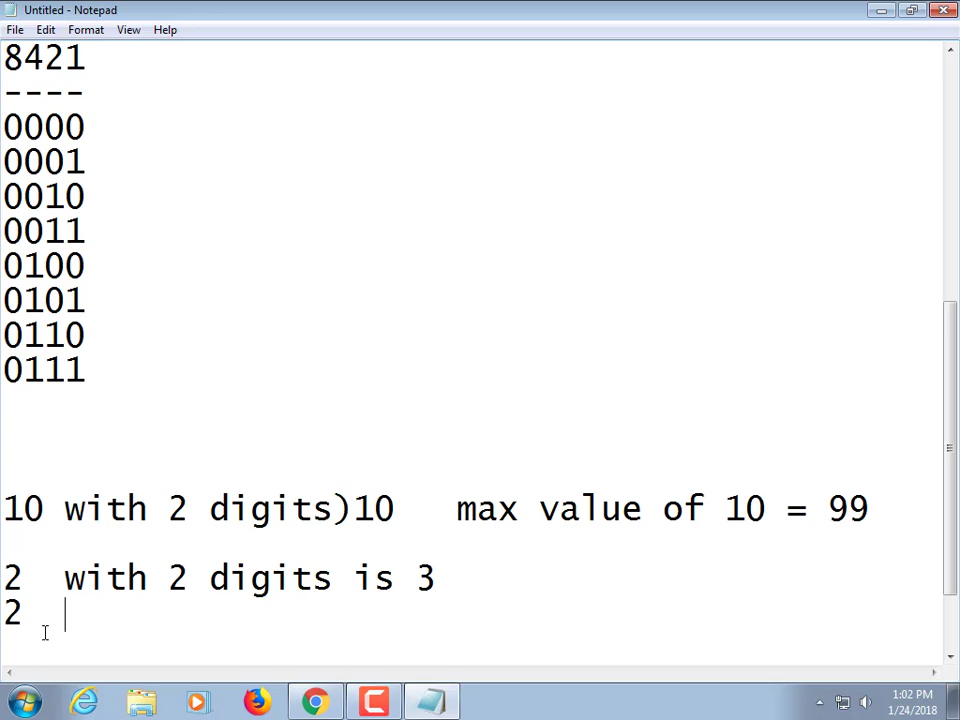 Untitled - Notepad
File Edit Format View Help
8421
----
0000
0001
0010
0011
0100
0101
0110
0111
10 with 2 digits)10   max value of 10 = 99
2  with 2 digits is 3
2
1:02 PM
1/24/2018